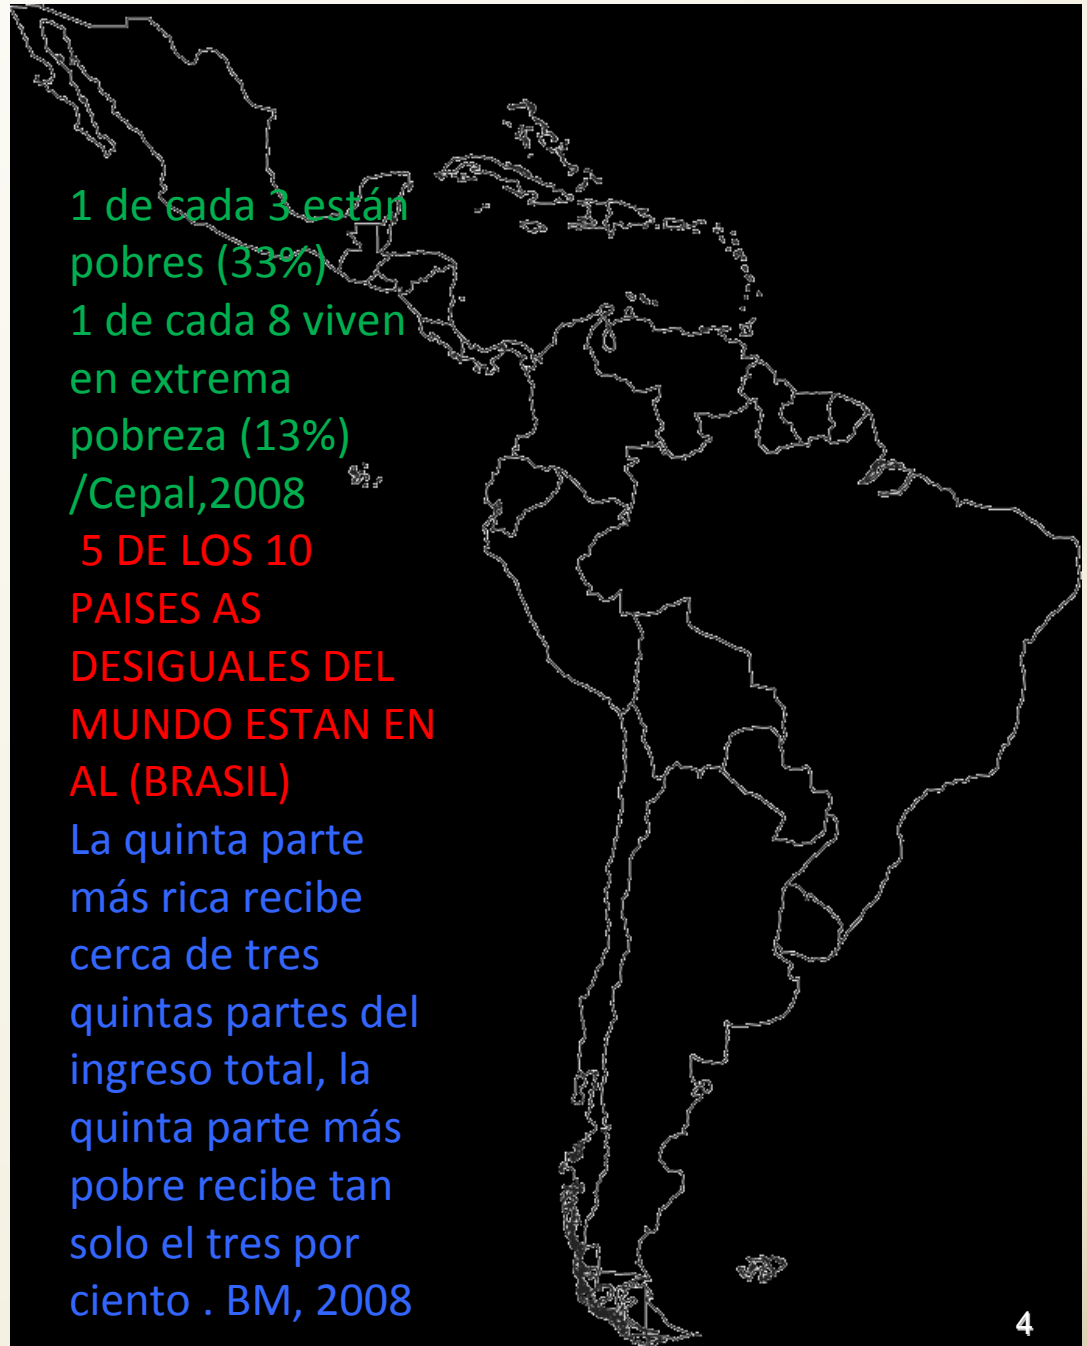 1 de cada 3 están
pobres (33%)
1 de cada 8 viven
en extrema
pobreza (13%)
/Cepal,2008
5 DE LOS 10
PAISES AS
DESIGUALES DEL
MUNDO ESTAN EN
AL (BRASIL)
La quinta parte
más rica recibe
cerca de tres
quintas partes del
ingreso total, la
quinta parte más
pobre recibe tan
solo el tres por
ciento . BM, 2008
4